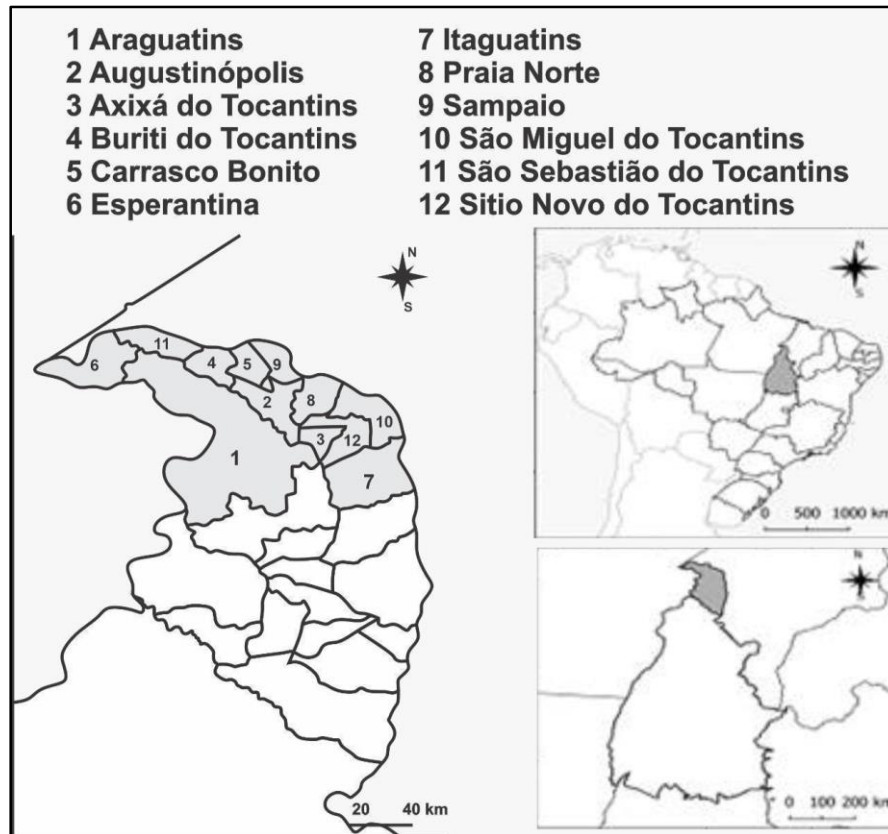 1 Araguatins
2 Augustinópolis
3 Axixá do Tocantins
4 Buriti do Tocantins
5 Carrasco Bonito
6 Esperantina
7 Itaguatins
8 Praia Norte
9 Sampaio
10 São Miguel do Tocantins
11 São Sebastião do Tocantins
12 Sitio Novo do Tocantins
N
S
11
6
4
5
9
2
8
10
3
12
1
7
20 40 km
N
S
0 500 1000 km
N
S
0 100 200 km